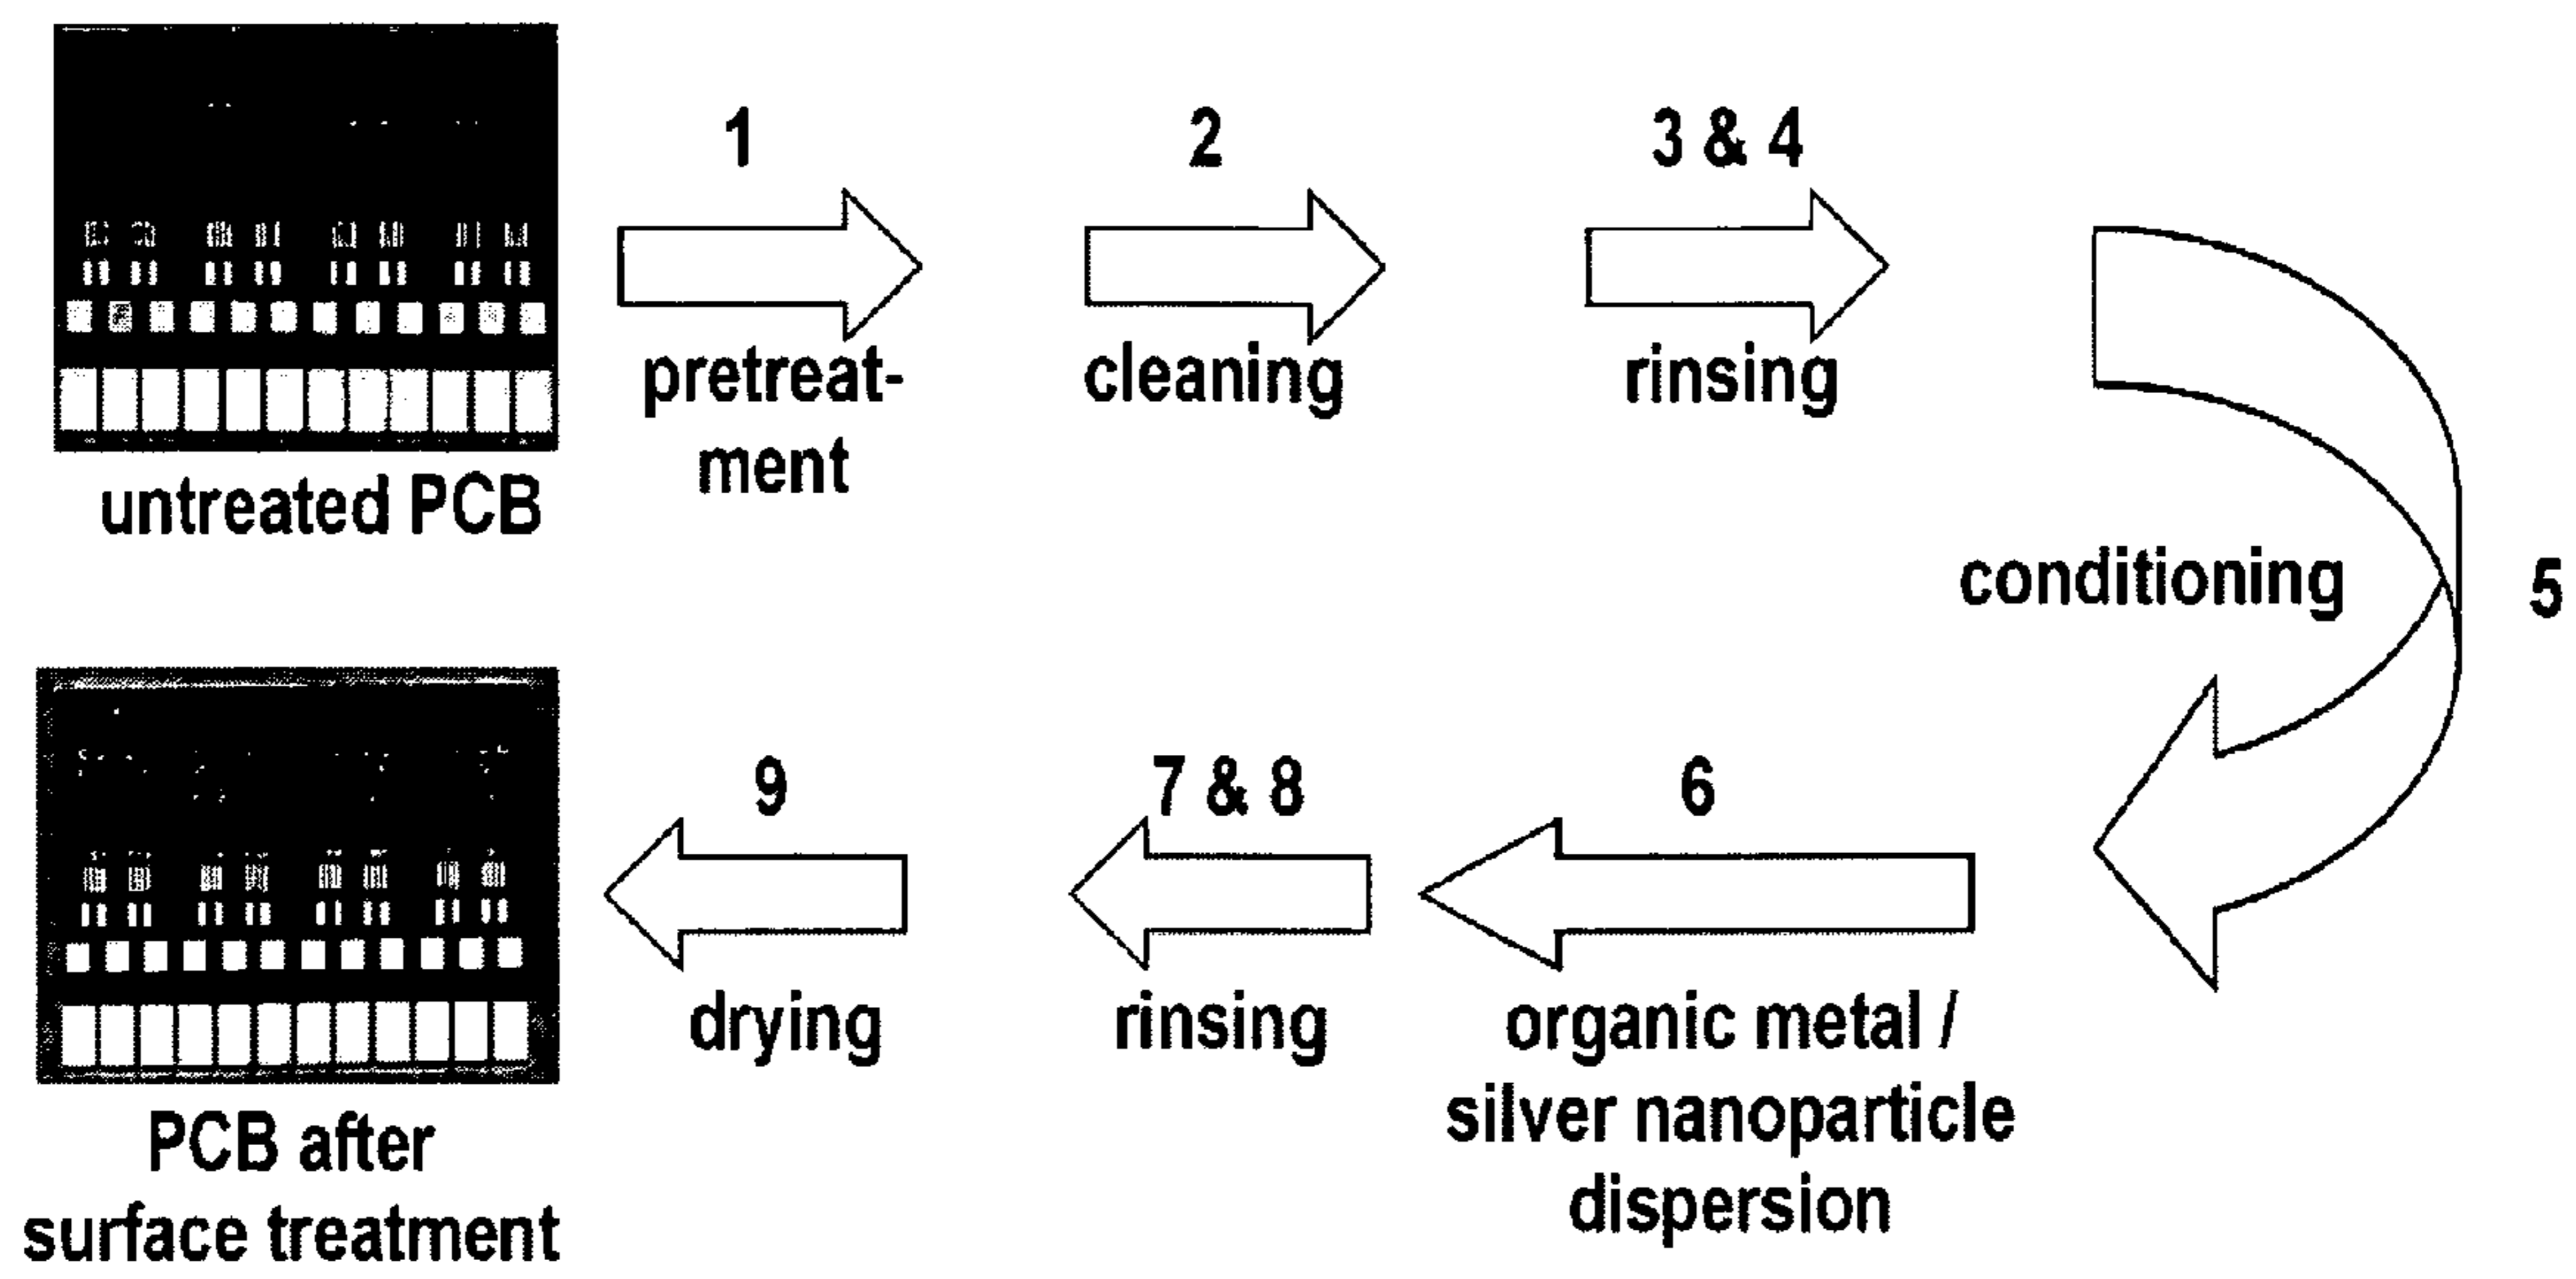 1
2
3 & 4
pretreat-
ment
cleaning
rinsing
untreated PCB
conditioning
5
6
7 & 8
9
organic metal /
silver nanoparticle
dispersion
rinsing
drying
PCB after
surface treatment